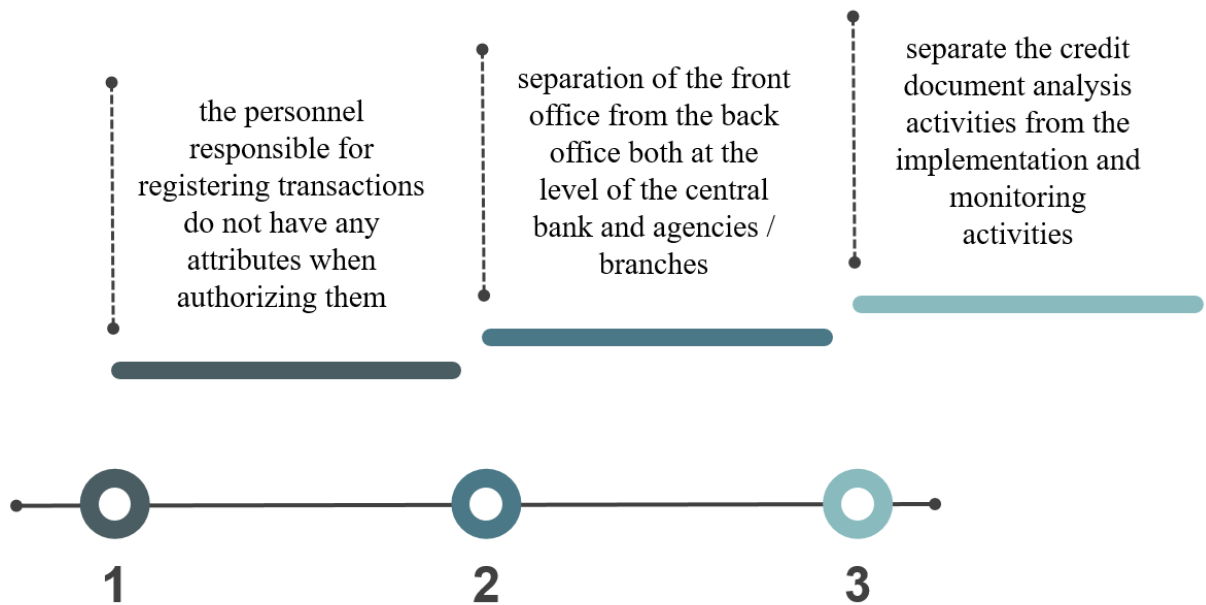 the personnel
responsible for
registering transactions
do not have any
attributes when
authorizing them
separation of the front
office from the back
office both at the
level of the central
bank and agencies /
branches
separate the credit
document analysis
activities from the
implementation and
monitoring
activities
1
2
3